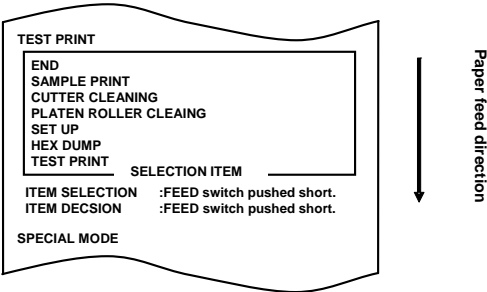 TEST PRINT
END
SAMPLE PRINT
CUTTER CLEANING
PLATEN ROLLER CLEAING
SET UP
HEX DUMP
TEST PRINT
SELECTION ITEM
ITEM SELECTION :FEED switch pushed short.
ITEM DECSION :FEED switch pushed short.
SPECIAL MODE
Paper feed direction